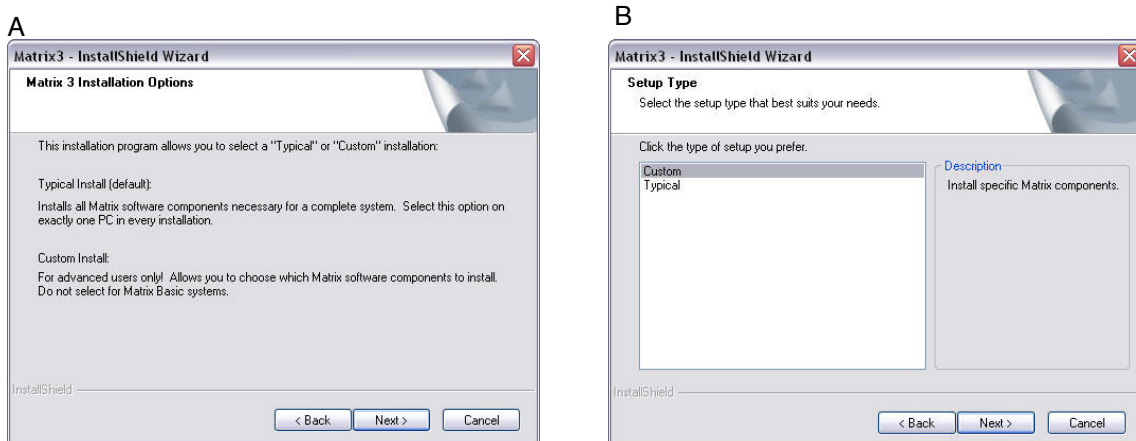 A
Matrix3 - InstallShield Wizard
Matrix 3 Installation Options
This installation program allows you to select a "Typical" or "Custom" installation:
Typical Install (default):
Installs all Matrix software components necessary for a complete system. Select this option on
exactly one PC in every installation.
Custom Install:
For advanced users only! Allows you to choose which Matrix software components to install.
Do not select for Matrix Basic systems.
InstallShield
< Back
Next >
Cancel
B
Matrix3 - InstallShield Wizard
Setup Type
Select the setup type that best suits your needs.
Click the type of setup you prefer.
Custom
Typical
Description
Install specific Matrix components.
InstallShield
< Back
Next >
Cancel